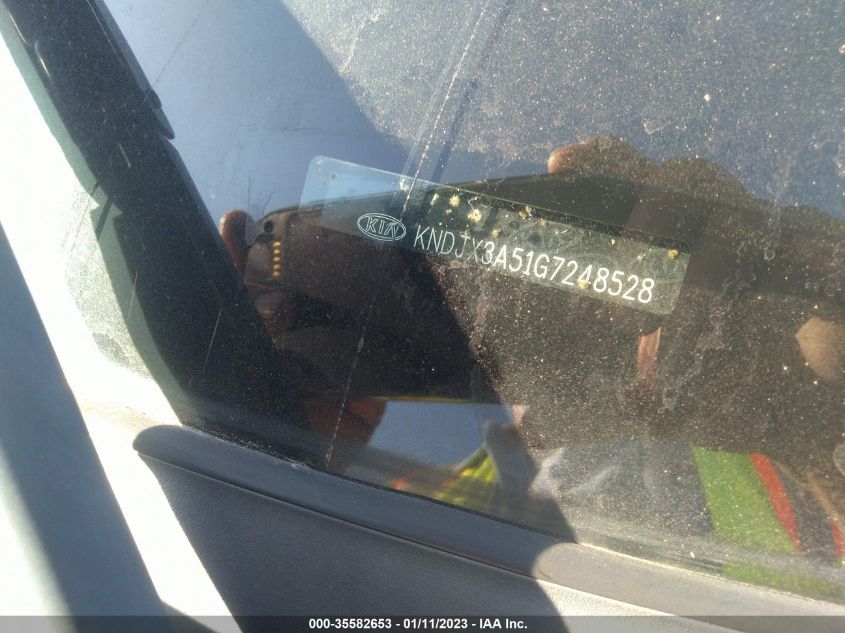 KIA KNDJX3A51G7248528
000-35582653 - 01/11/2023 - IAA Inc.